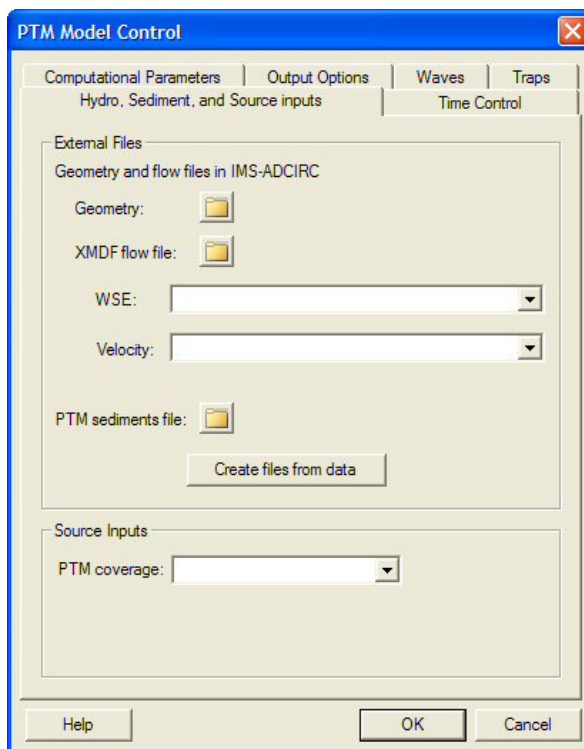 PTM Model Control
Computational Parameters Output Options Waves Traps
Hydro, Sediment, and Source inputs Time Control
External Files
Geometry and flow files in IMS-ADCIRC
Geometry:
XMDF flow file:
WSE:
Velocity:
PTM sediments file:
Create files from data
Source Inputs
PTM coverage:
Help OK Cancel